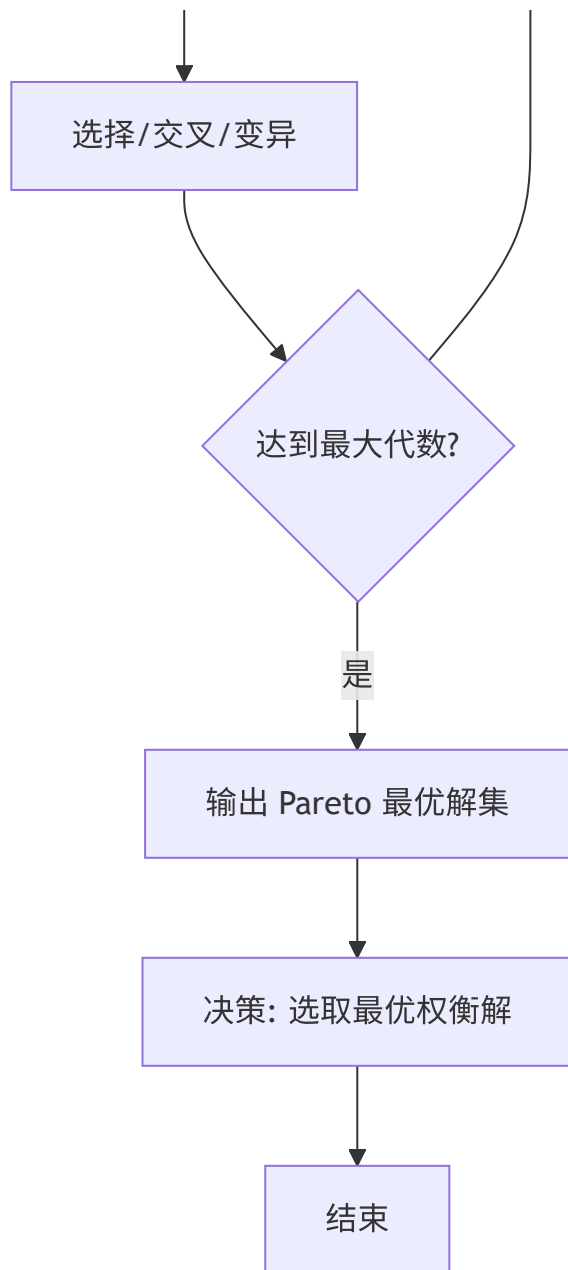 选择/交叉/变异
达到最大代数?
是
输出 Pareto 最优解集
决策: 选取最优权衡解
结束